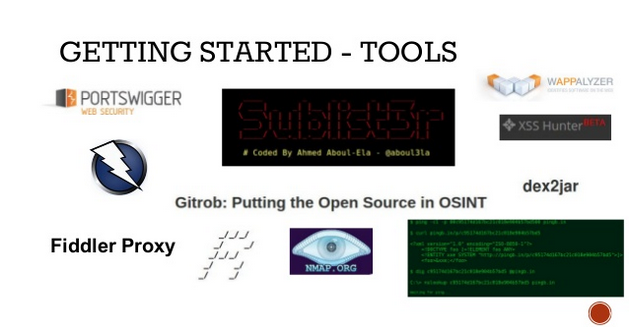 GETTING STARTED - TOOLS
PORTSWIGGER
WEB SECURITY
Sublist3r
# Coded By Ahmed Aboul-Ela - @aboul3la
WAPPALYZER
XSS Hunter BETA
dex2jar
Gitrob: Putting the Open Source in OSINT
Fiddler Proxy
NMAP.ORG